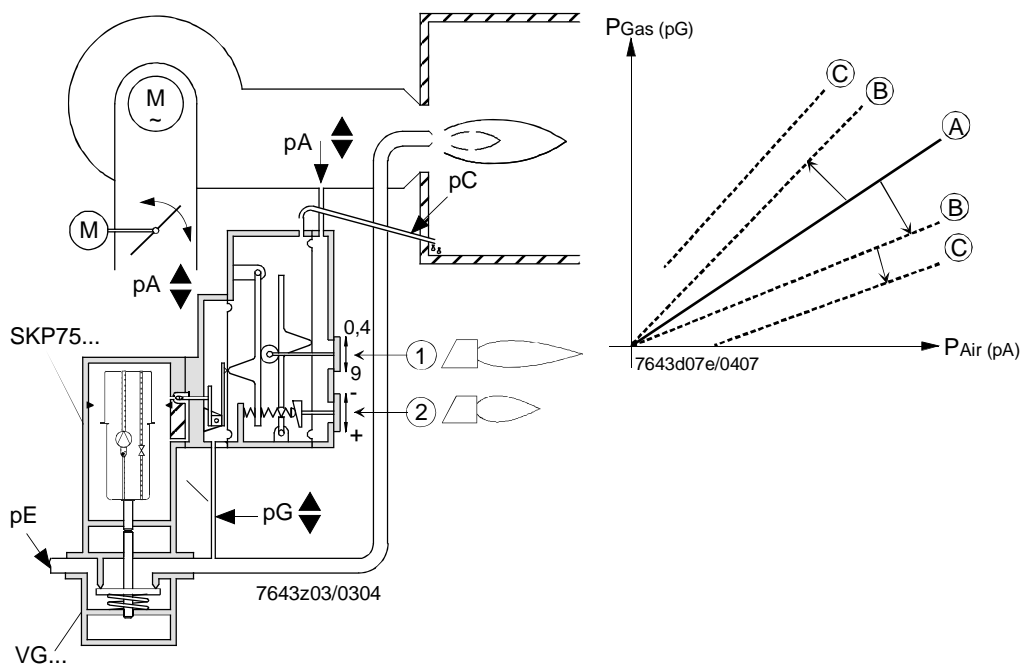 M
~
pA
pC
M
pA
SKP75...
0,4
1
9
-
2
+
pG
pE
7643z03/0304
VG...
PGas (pG)
C
B
A
B
C
PAir (pA)
7643d07e/0407